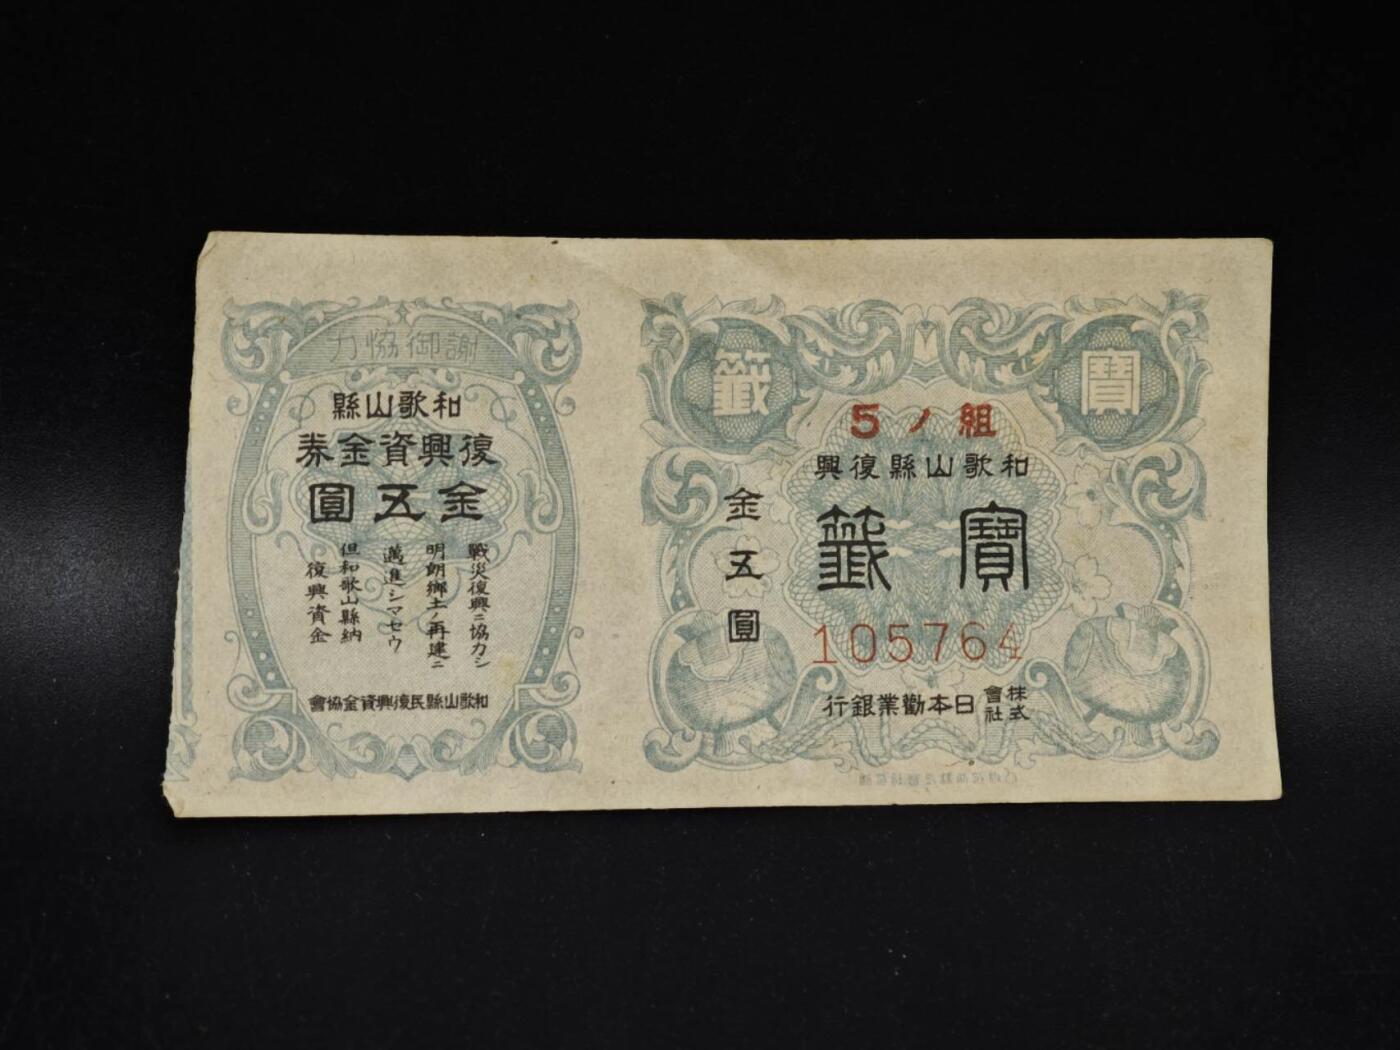 寶籤
5ノ組
和歌山縣復興
寶籤
金五圓
105764
株式會社日本勸業銀行
謝御協力
和歌山縣
復興資金券
金五圓
戰災復興ニ協力シ
明朗郷土ノ再建ニ
邁進シマセウ
但和歌山縣納
復興資金
和歌山縣民復興資金協會